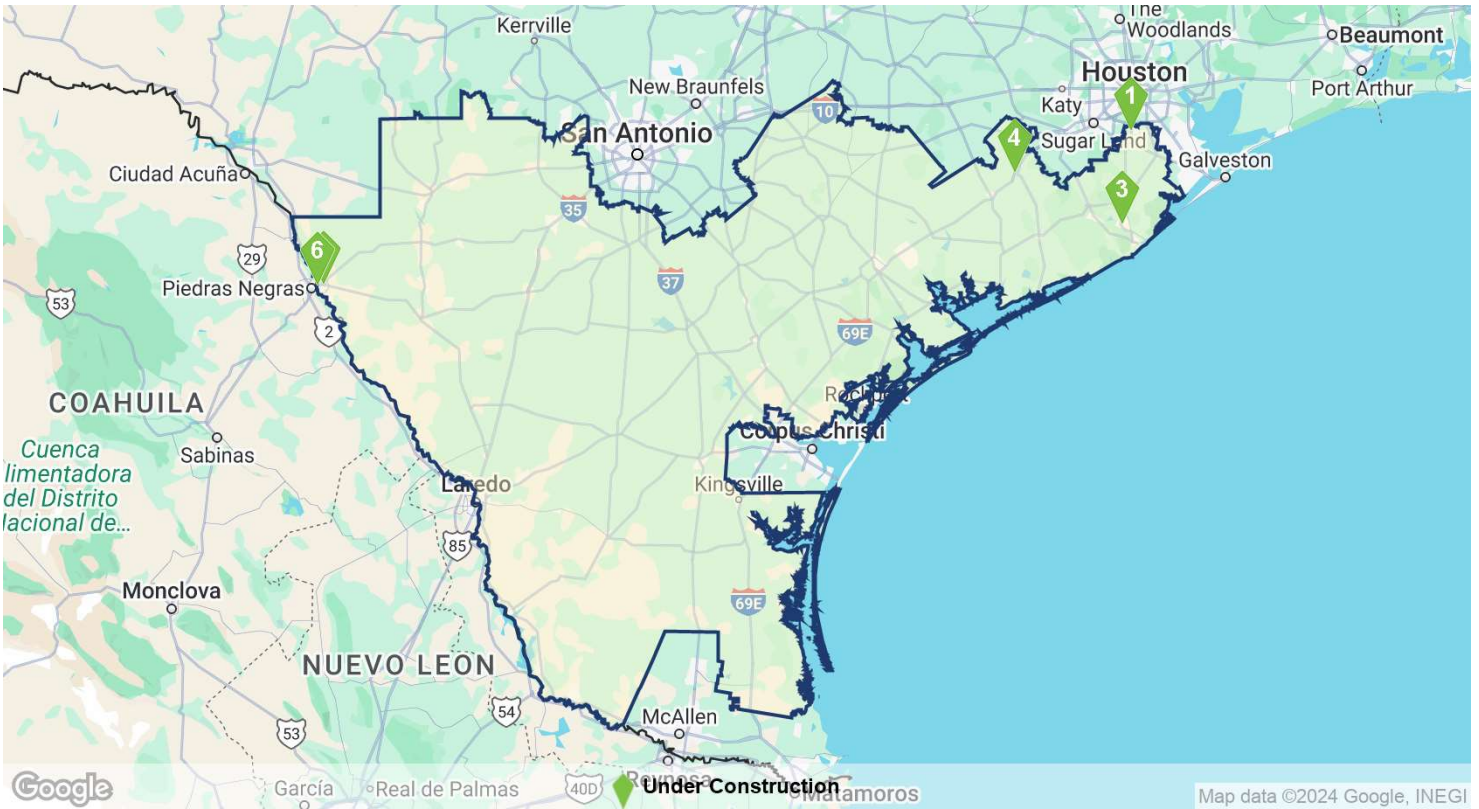 Kerrville
The
Woodlands
Beaumont
New Braunfels
Houston
Port Arthur
10
Katy
1
San Antonio
4
Sugar Land
Ciudad Acuña
Galveston
35
3
29
6
37
Piedras Negras
53
2
69E
COAHUILA
Rockport
Corpus Christi
Cuenca
limentadora
del Distrito
Nacional de...
Sabinas
Laredo
Kingsville
85
Monclova
69E
NUEVO LEON
54
McAllen
53
Reynosa
Google
García
Real de Palmas
40D
Under Construction
Matamoros
Map data ©2024 Google, INEGI